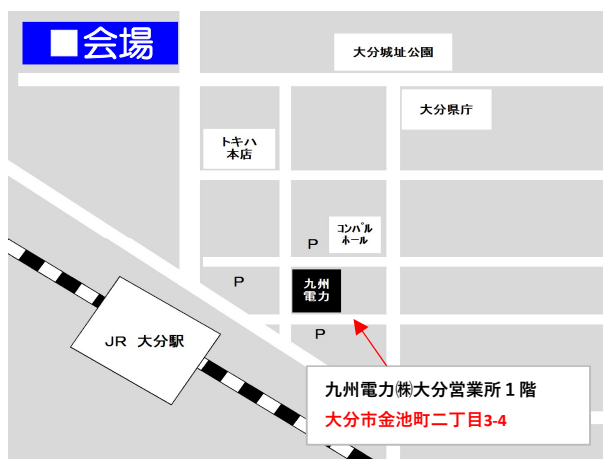 ■会場
大分城址公園
大分県庁
トキハ
本店
コンパル
ホール
P
P
九州
電力
P
JR 大分駅
九州電力㈱大分営業所１階
大分市金池町二丁目3-4